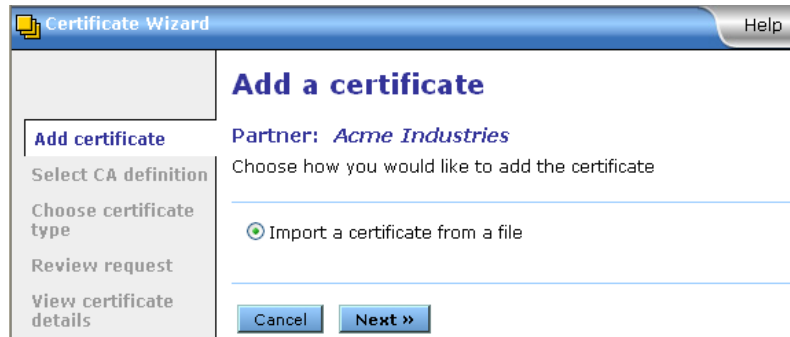 Certificate Wizard
Help
Add certificate
Select CA definition
Choose certificate
type
Review request
View certificate
details
Add a certificate
Partner: Acme Industries
Choose how you would like to add the certificate
Import a certificate from a file
Cancel
Next »